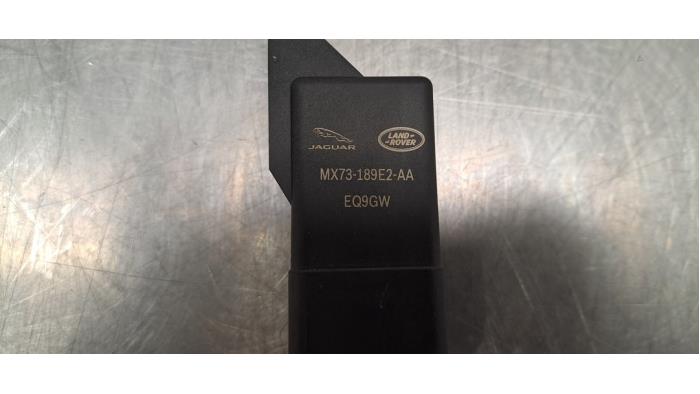 JAGUAR
LAND-
-ROVER
MX73-189E2-AA
EQ9GW